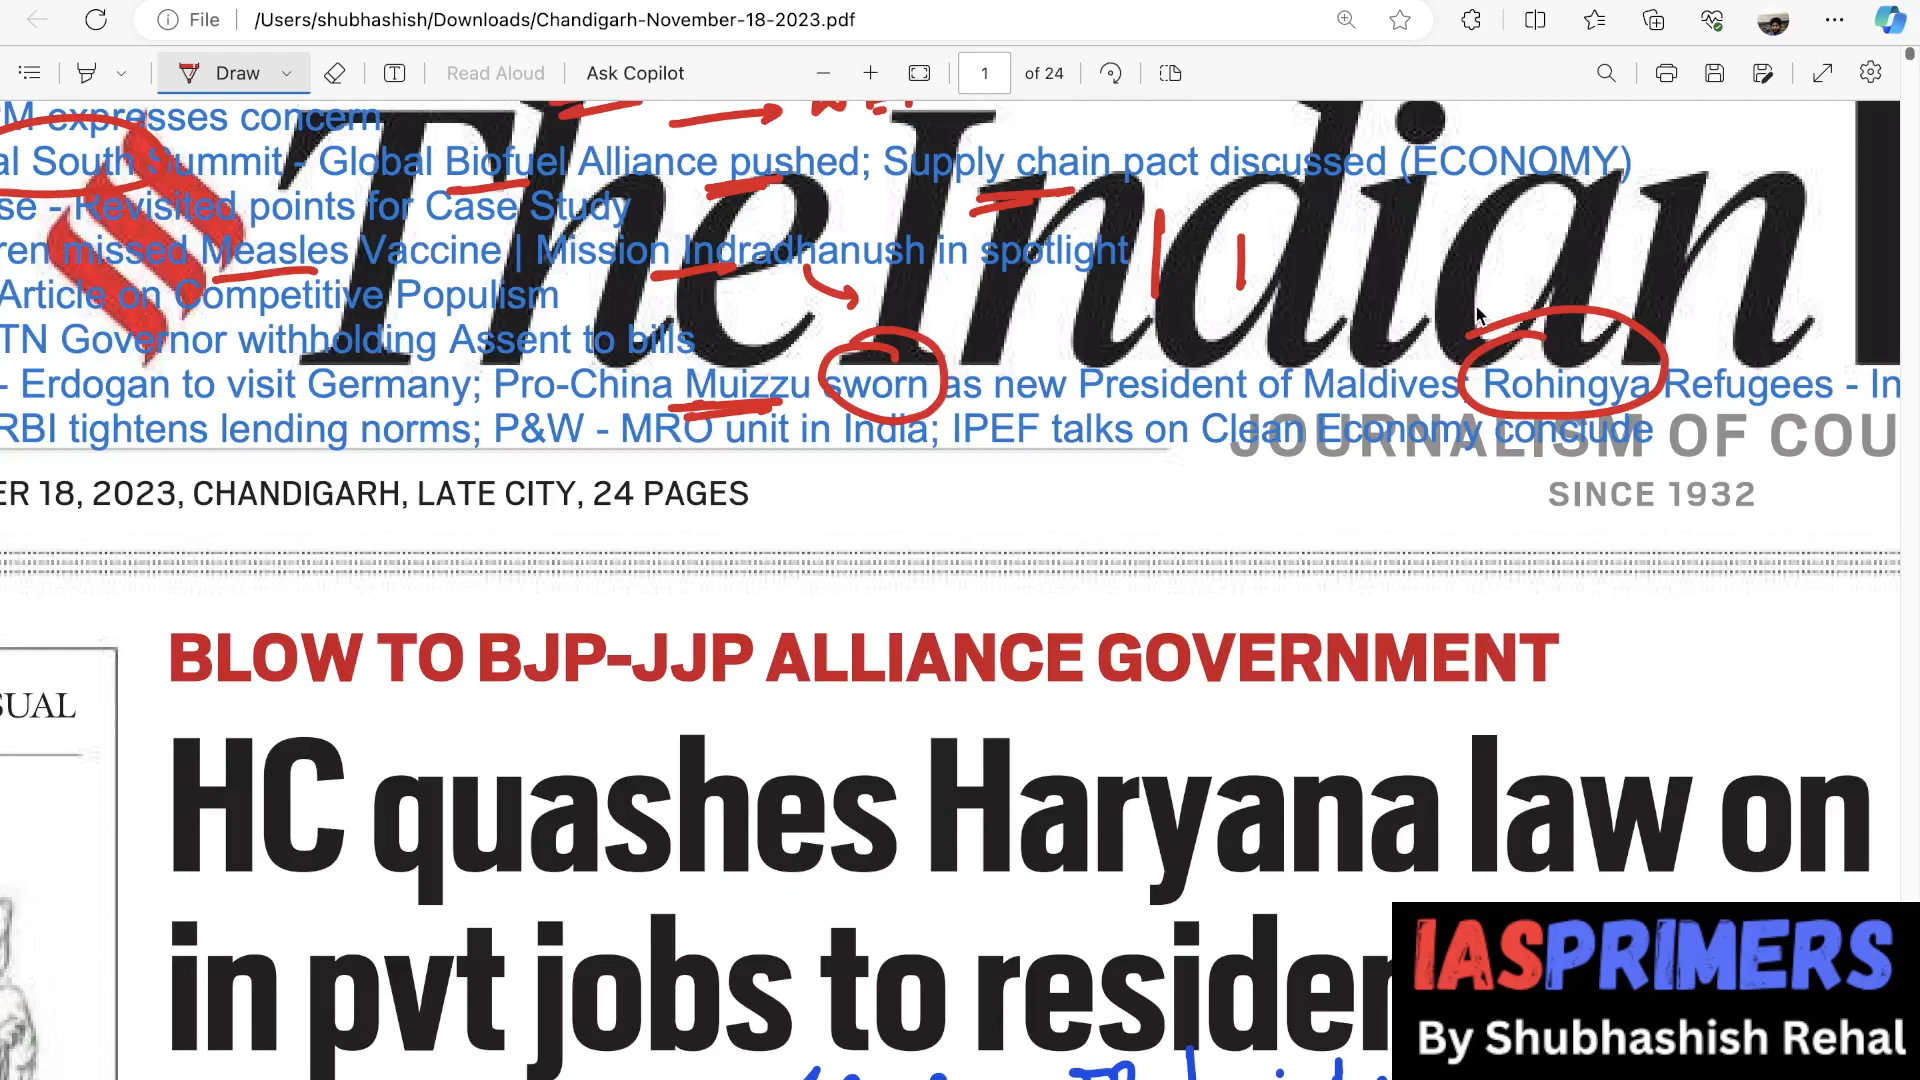 File
/Users/shubhashish/Downloads/Chandigarh-November-18-2023.pdf
Draw
Read Aloud
Ask Copilot
1 of 24
M expresses concern
al South Summit - Global Biofuel Alliance pushed; Supply chain pact discussed (ECONOMY)
se - Revisited points for Case Study
ren missed Measles Vaccine | Mission Indradhanush in spotlight
Article on Competitive Populism
TN Governor withholding Assent to bills
- Erdogan to visit Germany; Pro-China Muizzu sworn as new President of Maldives; Rohingya Refugees - In
RBI tightens lending norms; P&W - MRO unit in India; IPEF talks on Clean Economy conclude
The Indian
JOURNALISM OF COU
SINCE 1932
ER 18, 2023, CHANDIGARH, LATE CITY, 24 PAGES
SUAL
BLOW TO BJP-JJP ALLIANCE GOVERNMENT
HC quashes Haryana law on
in pvt jobs to residen
IASPRIMERS
By Shubhashish Rehal